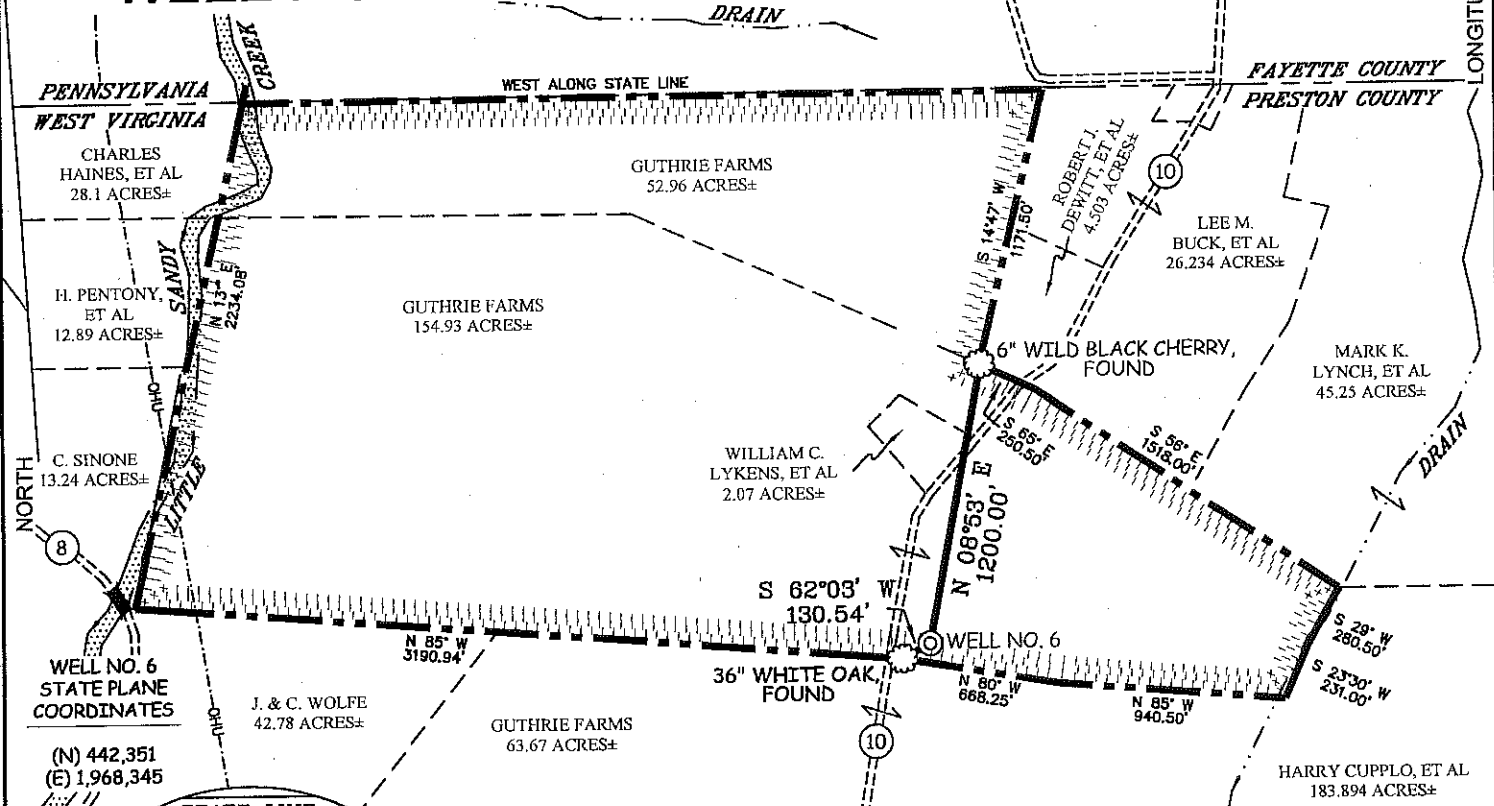 DRAIN
CREEK
WEST ALONG STATE LINE
PENNSYLVANIA
WEST VIRGINIA
FAYETTE COUNTY
PRESTON COUNTY
CHARLES
HAINES, ET AL
28.1 ACRES±
GUTHRIE FARMS
52.96 ACRES±
ROBERT J.
DEWITT, ET AL
4.503 ACRES±
10
S 14°47' W
1171.50'
LEE M.
BUCK, ET AL
26.234 ACRES±
SANDY
N 13° E
2234.08'
H. PENTONY,
ET AL
12.89 ACRES±
GUTHRIE FARMS
154.93 ACRES±
6" WILD BLACK CHERRY,
FOUND
MARK K.
LYNCH, ET AL
45.25 ACRES±
OHU
S 65° E
250.50'
S 56° E
1518.00'
DRAIN
WILLIAM C.
LYKENS, ET AL
2.07 ACRES±
C. SINONE
13.24 ACRES±
NORTH
LITTLE
8
N 08°53' E
1200.00'
S 62°03' W
130.54'
WELL NO. 6
S 29° W
280.50'
S 23°30' W
231.00'
N 85° W
3190.94'
36" WHITE OAK,
FOUND
N 80° W
668.25'
N 85° W
940.50'
WELL NO. 6
STATE PLANE
COORDINATES
(N) 442,351
(E) 1,968,345
J. & C. WOLFE
42.78 ACRES±
OHU
GUTHRIE FARMS
63.67 ACRES±
10
HARRY CUPPLO, ET AL
183.894 ACRES±